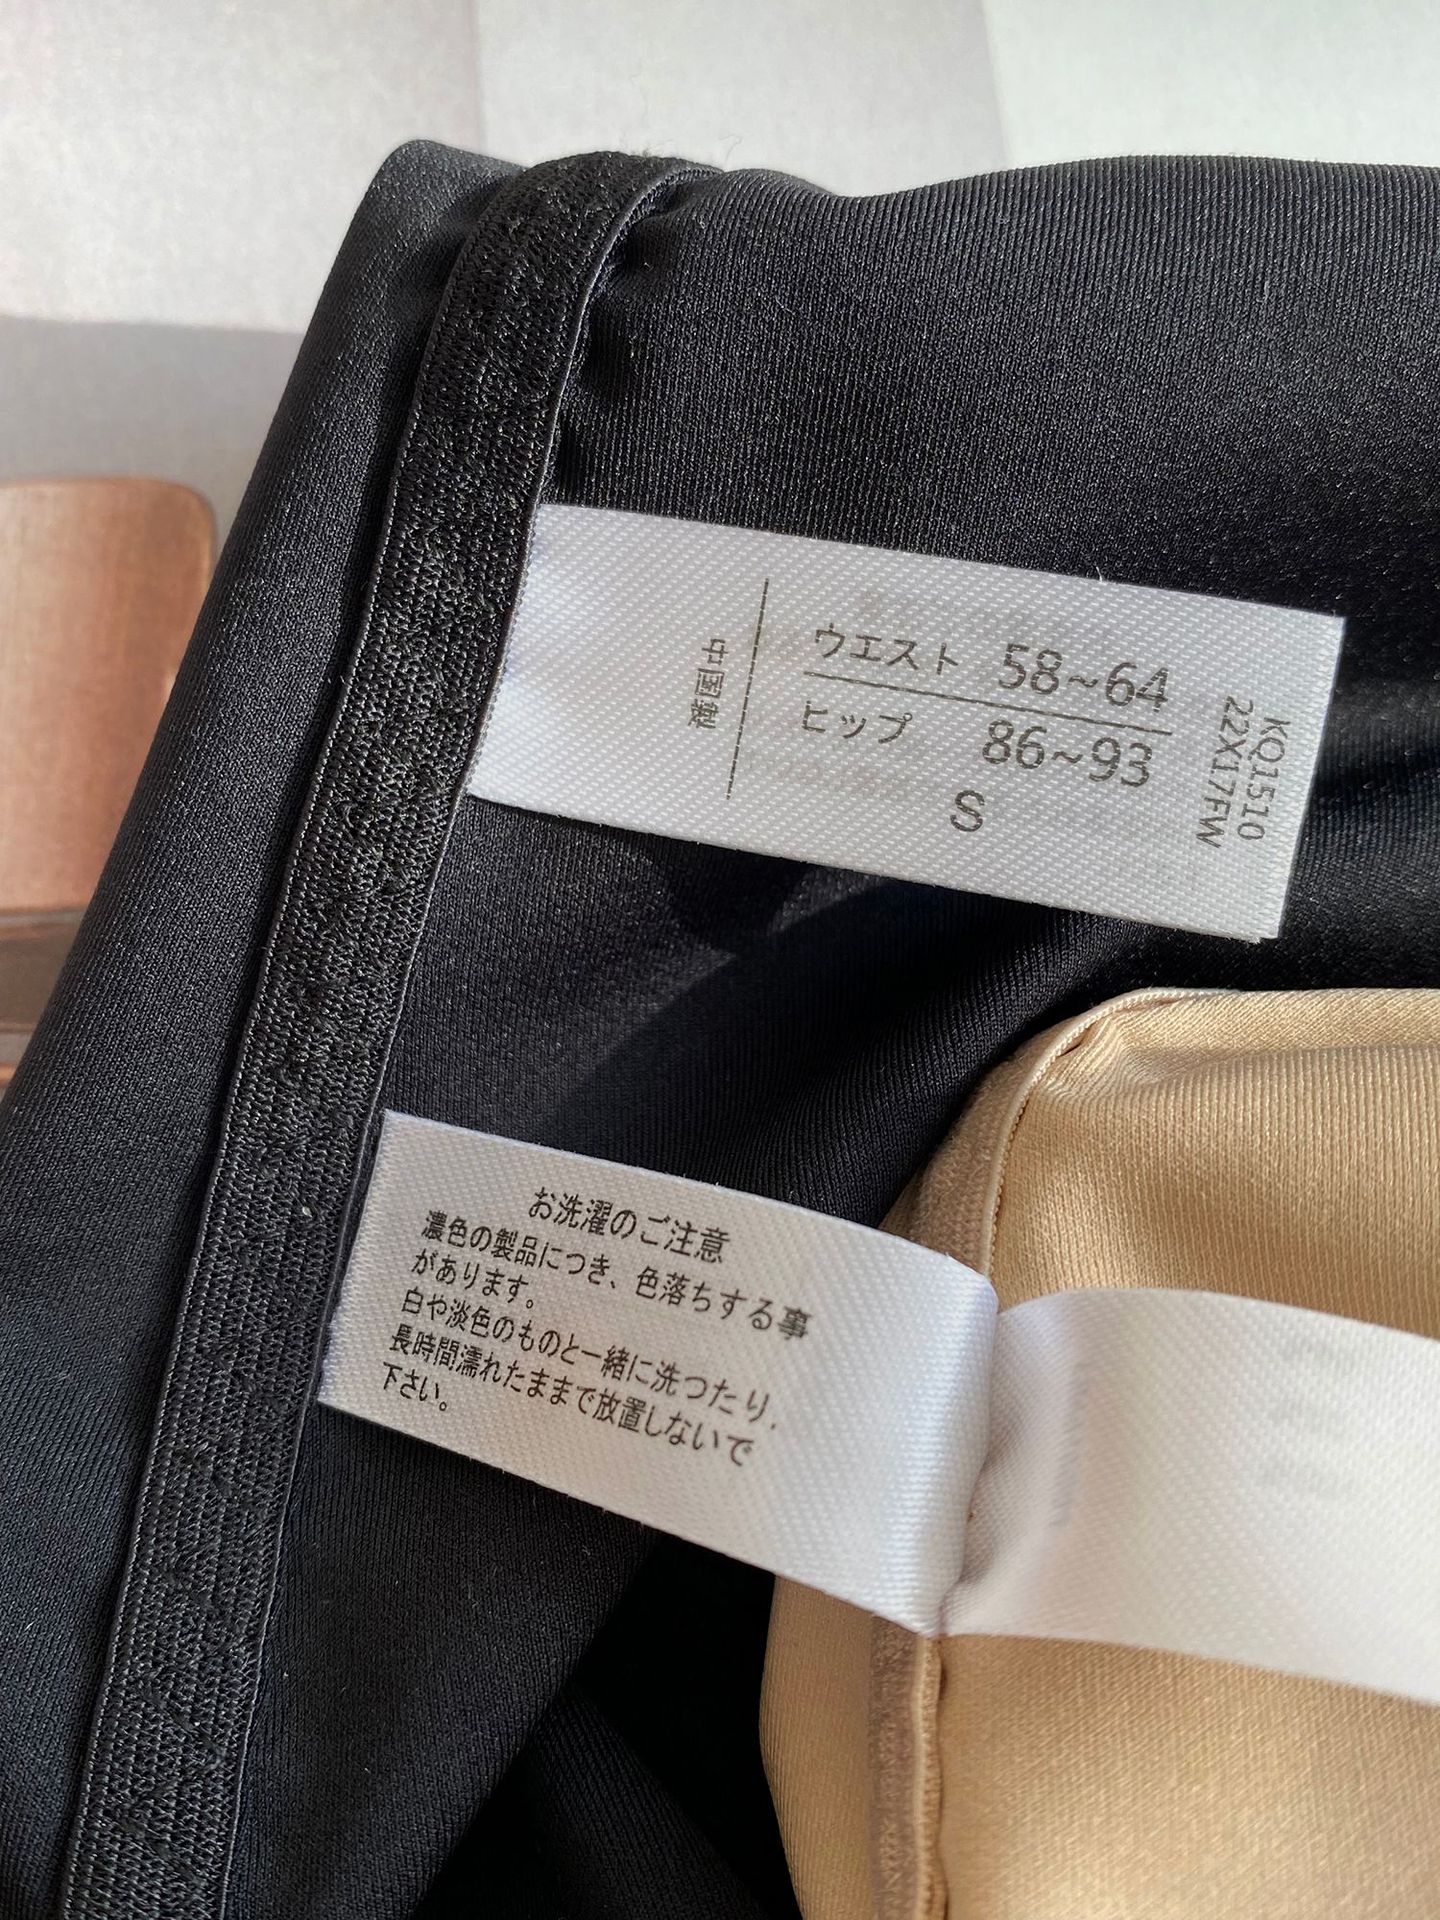 ウエスト 58~64
ヒップ 86~93
S
中国製
KQ1510
22X17FW
お洗濯のご注意
濃色の製品につき、色落ちする事
があります。
白や淡色のものと一緒に洗つたり,
長時間濡れたままで放置しないで
下さい。